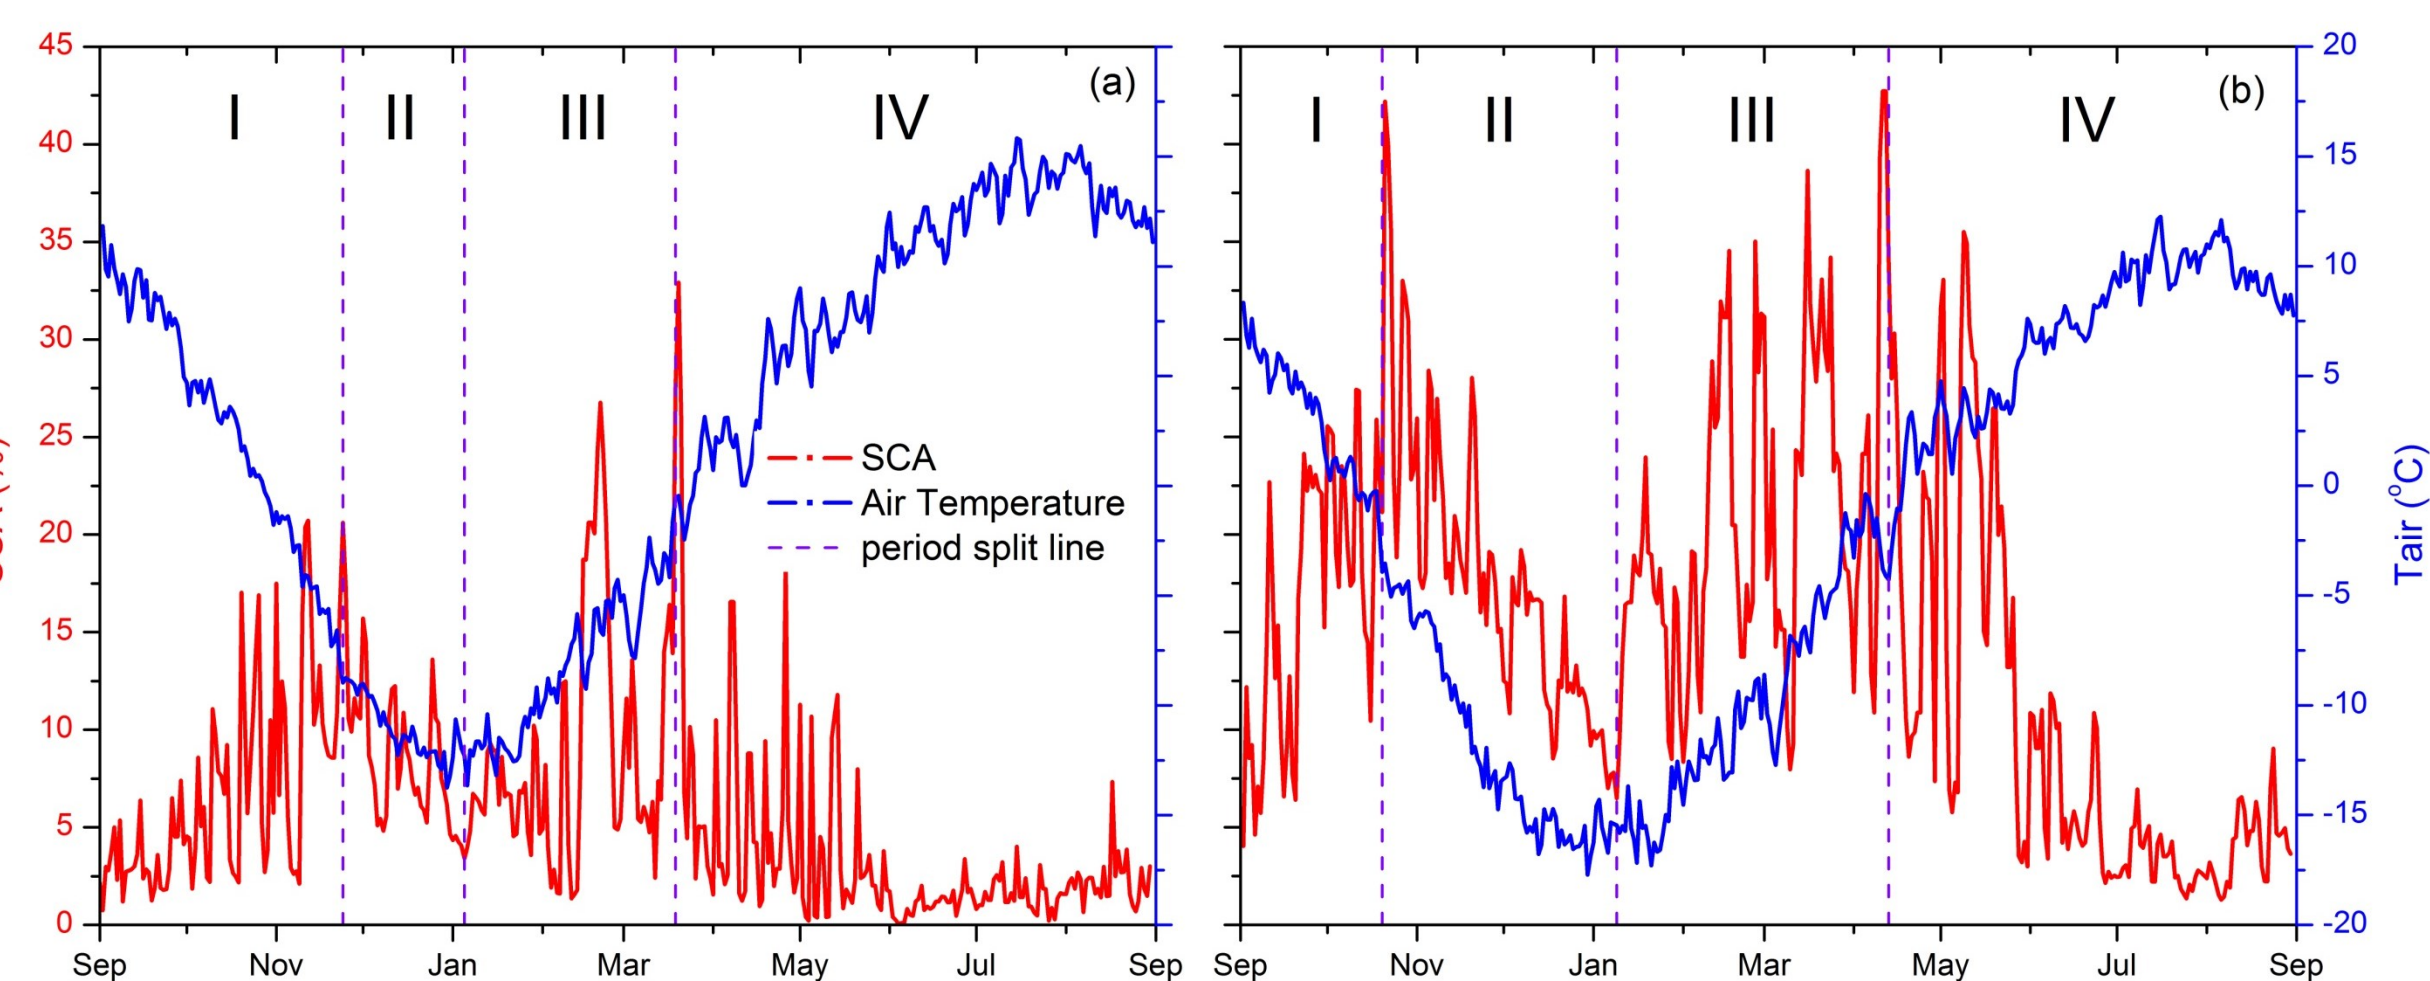 45
40
35
30
25
20
15
10
5
0
(a)
I
II
III
IV
SCA
Air Temperature
period split line
Sep
Nov
Jan
Mar
May
Jul
Sep
(b)
I
II
III
IV
20
15
10
5
0
-5
-10
-15
-20
Tair (°C)
Sep
Nov
Jan
Mar
May
Jul
Sep